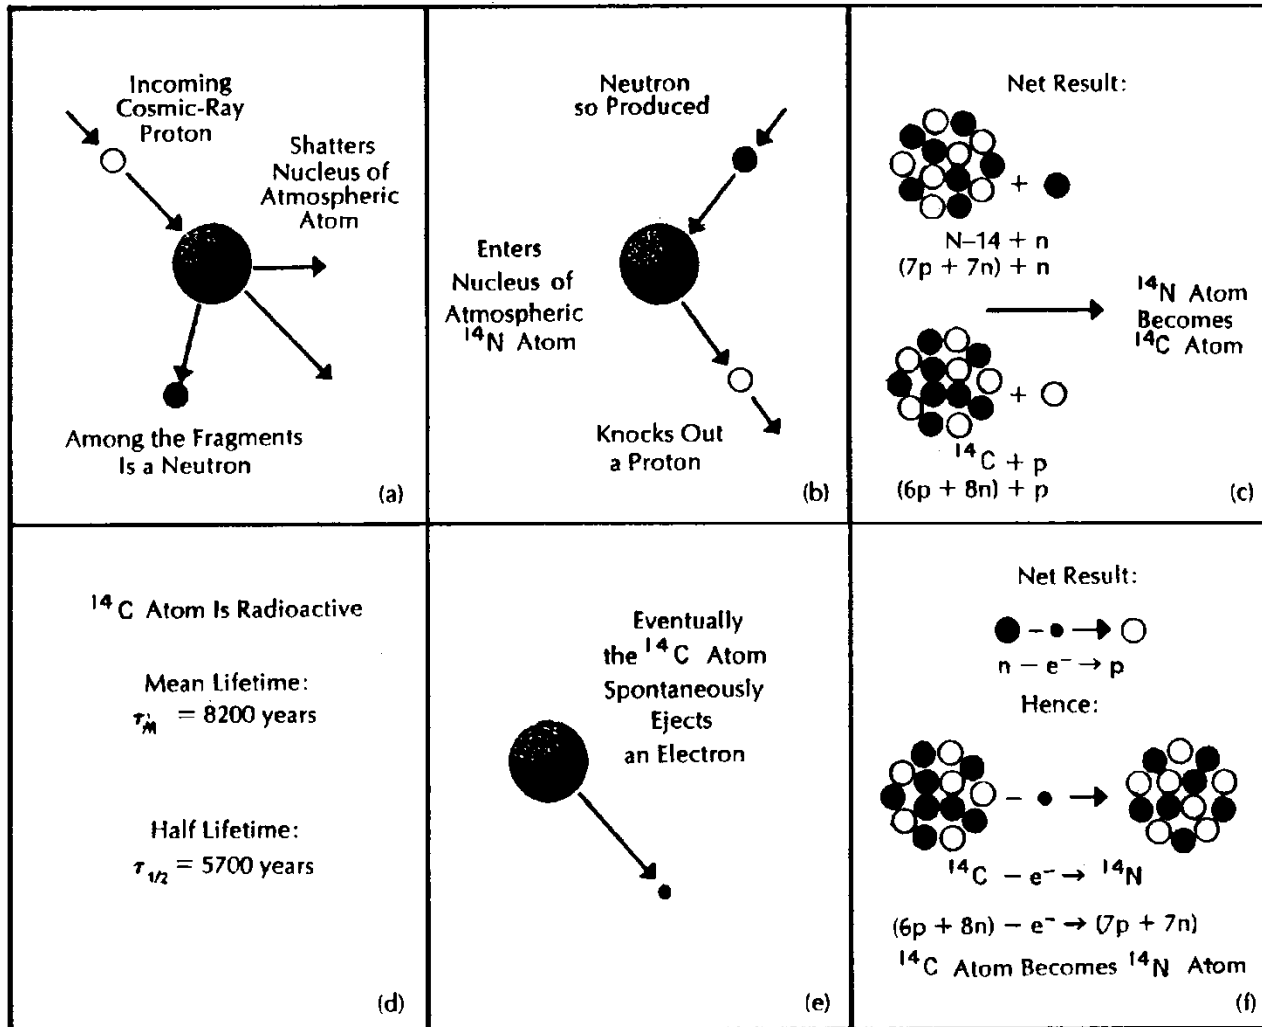 Incoming
Cosmic-Ray
Proton
Shatters
Nucleus of
Atmospheric
Atom
Among the Fragments
Is a Neutron
(a)
Neutron
so Produced
Enters
Nucleus of
Atmospheric
¹⁴N Atom
Knocks Out
a Proton
(b)
Net Result:
+
N–14 + n
(7p + 7n) + n
¹⁴N Atom
Becomes
¹⁴C Atom
+
¹⁴C + p
(6p + 8n) + p
(c)
¹⁴C Atom Is Radioactive
Mean Lifetime:
τM = 8200 years
Half Lifetime:
τ1/2 = 5700 years
(d)
Eventually
the ¹⁴C Atom
Spontaneously
Ejects
an Electron
(e)
Net Result:
– →
n – e⁻ → p
Hence:
– →
¹⁴C – e⁻ → ¹⁴N
(6p + 8n) – e⁻ → (7p + 7n)
¹⁴C Atom Becomes ¹⁴N Atom
(f)